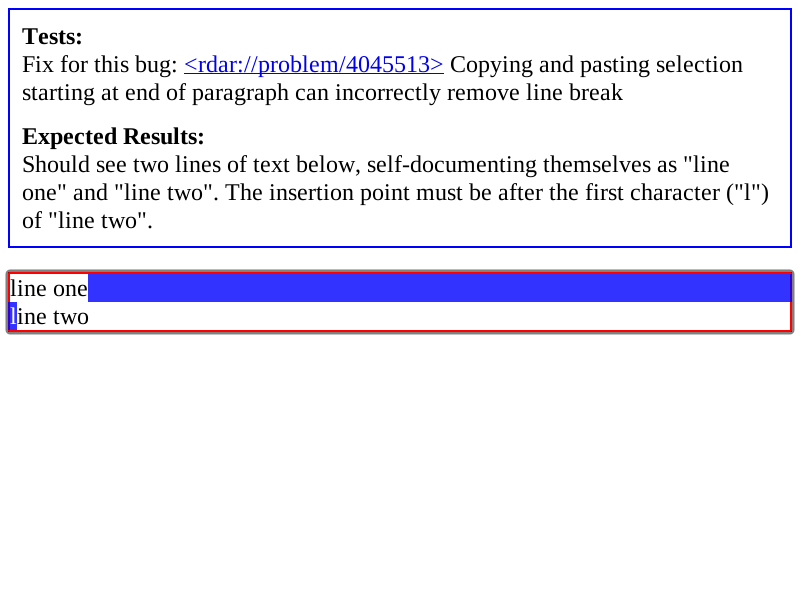 Tests:
Fix for this bug: <rdar://problem/4045513> Copying and pasting selection
starting at end of paragraph can incorrectly remove line break
Expected Results:
Should see two lines of text below, self-documenting themselves as "line
one" and "line two". The insertion point must be after the first character ("l")
of "line two".
line one
line two